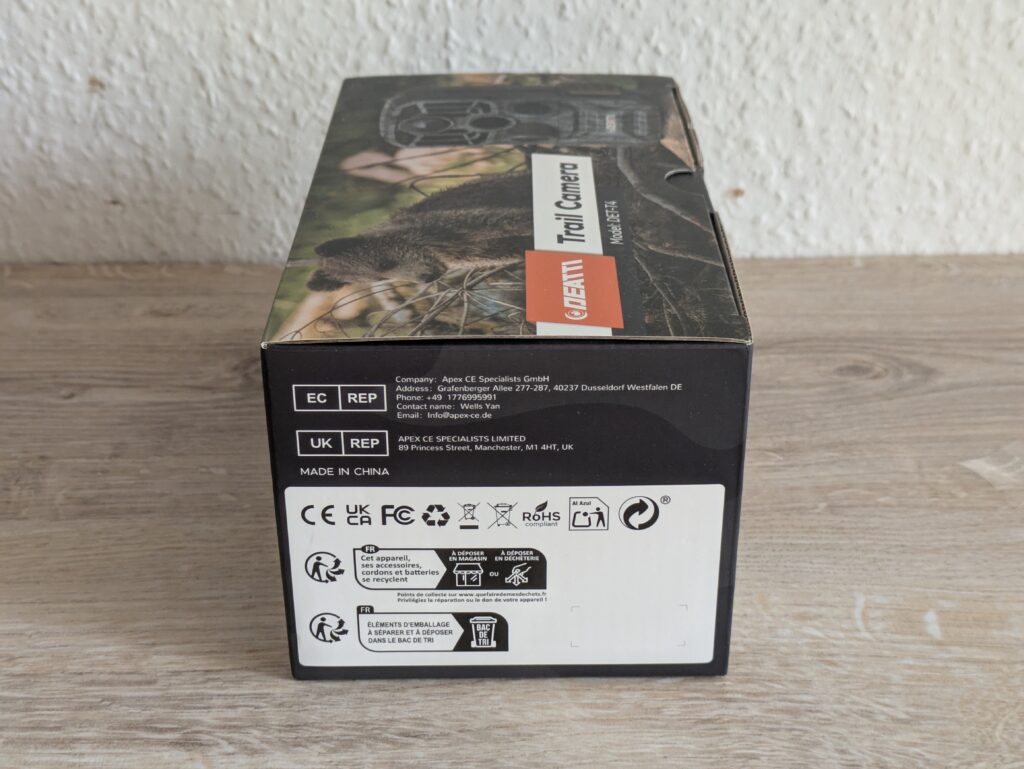 Trail Camera
Model: DET-T4
DEATTI
EC REP
Company: Apex CE Specialists GmbH
Address: Grafenberger Allee 277-287, 40237 Dusseldorf Westfalen DE
Phone: +49 1776995991
Contact name: Wells Yan
Email: Info@apex-ce.de
UK REP
APEX CE SPECIALISTS LIMITED
89 Princess Street, Manchester, M1 4HT, UK
MADE IN CHINA
CE UK CA FC RoHS compliant Al Azul ®
FR
Cet appareil,
ses accessoires,
cordons et batteries
se recyclent
À DÉPOSER
EN MAGASIN
OU
À DÉPOSER
EN DÉCHÈTERIE
Points de collecte sur www.quefairedemesdechets.fr
Privilégiez la réparation ou le don de votre appareil !
FR
ÉLÉMENTS D'EMBALLAGE
À SÉPARER ET À DÉPOSER
DANS LE BAC DE TRI
BAC
DE
TRI